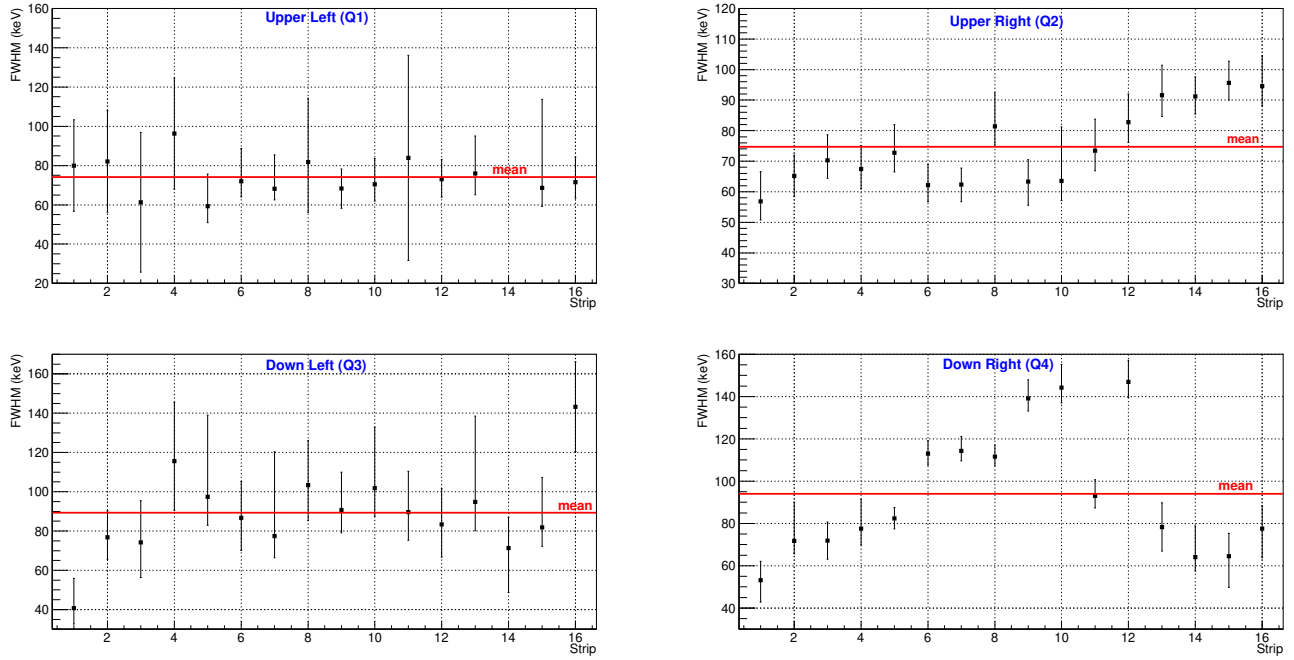 Upper Left (Q1)
FWHM (keV)
160
140
120
100
80
60
40
20
mean
2 4 6 8 10 12 14 16
Strip
Upper Right (Q2)
FWHM (keV)
120
110
100
90
80
70
60
50
40
30
mean
2 4 6 8 10 12 14 16
Strip
Down Left (Q3)
FWHM (keV)
160
140
120
100
80
60
40
mean
2 4 6 8 10 12 14 16
Strip
Down Right (Q4)
FWHM (keV)
160
140
120
100
80
60
40
mean
2 4 6 8 10 12 14 16
Strip